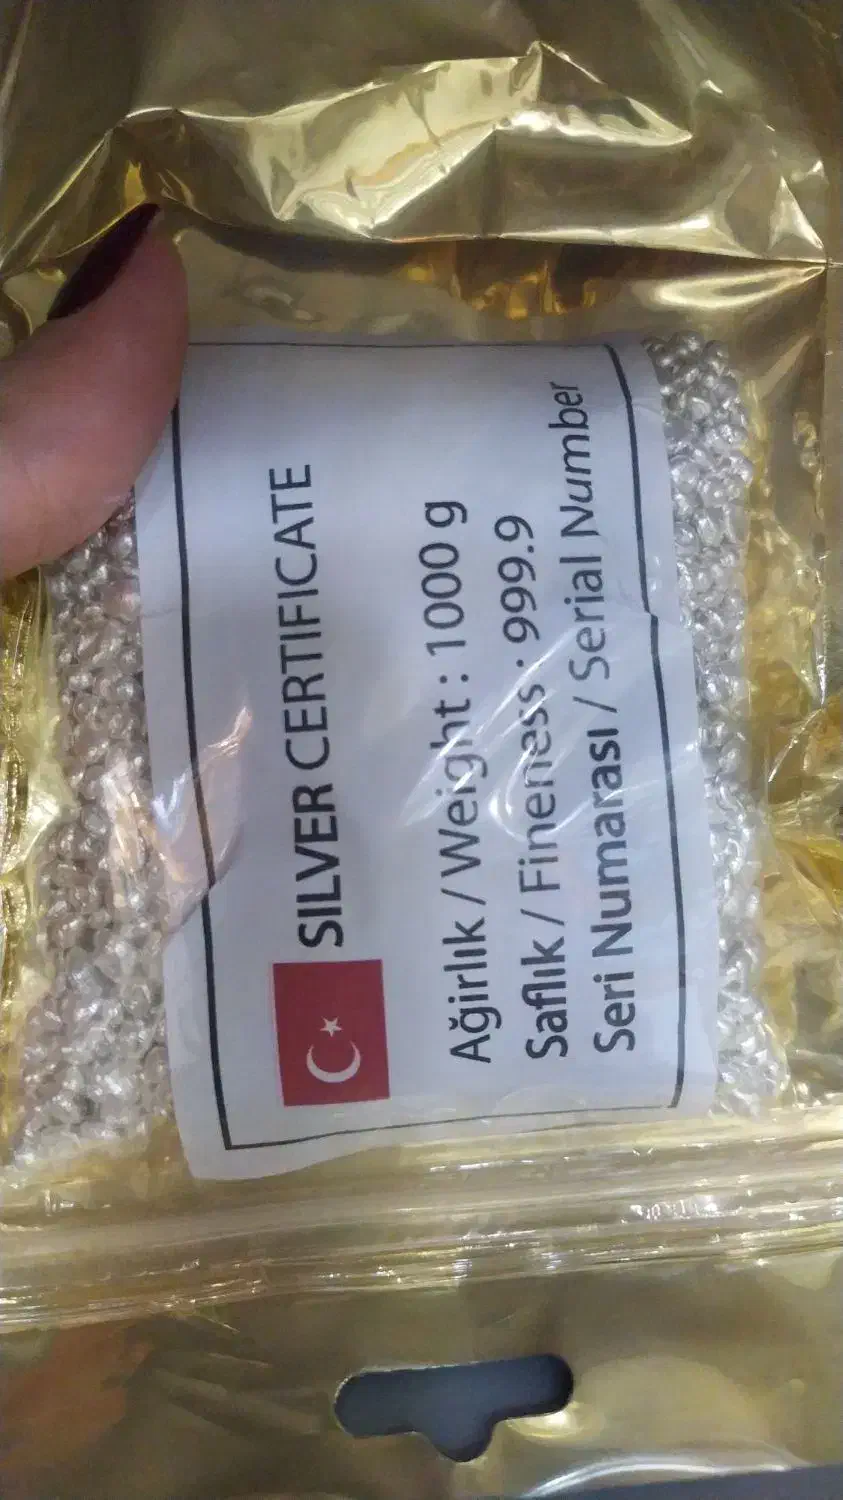 SILVER CERTIFICATE
Ağirlık / Weight : 1000 g
Saflık / Fineness : 999.9
Seri Numarası / Serial Number